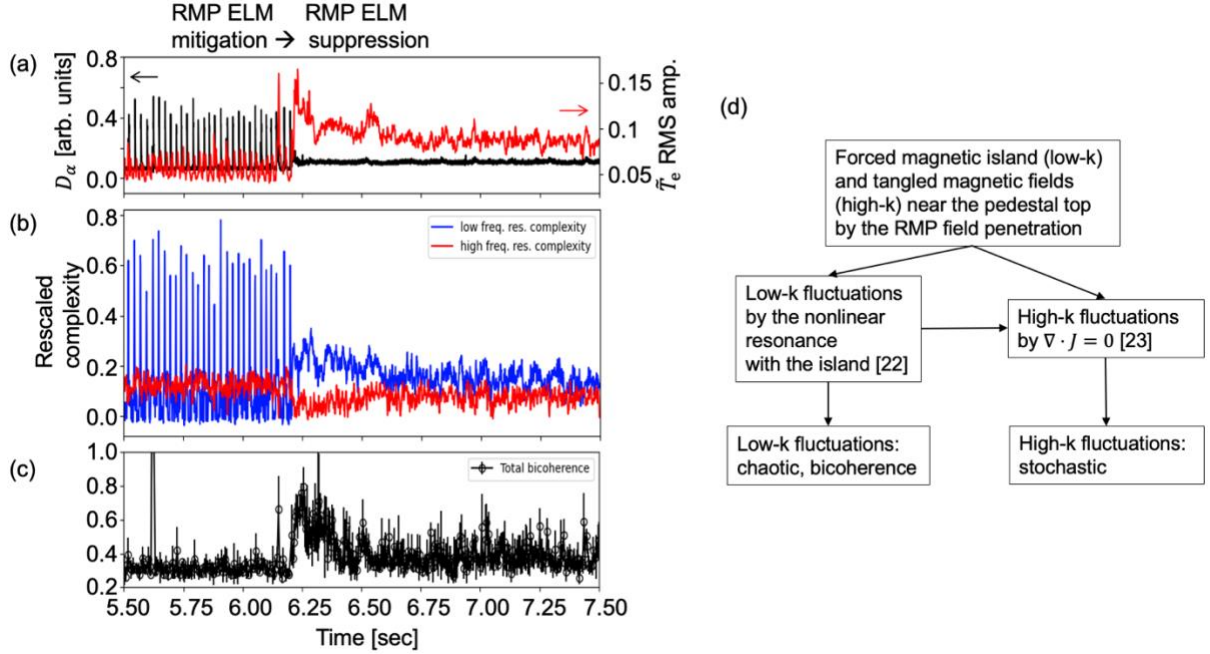 RMP ELM RMP ELM
mitigation → suppression
(a)
0.8
0.4
0.0
Dα [arb. units]
0.15
0.10
0.05
T̃e RMS amp.
(b)
0.8
0.6
0.4
0.2
0.0
Rescaled
complexity
low freq. res. complexity
high freq. res. complexity
(c)
1.0
0.8
0.6
0.4
0.2
Total bicoherence
5.50 5.75 6.00 6.25 6.50 6.75 7.00 7.25 7.50
Time [sec]
(d)
Forced magnetic island (low-k)
and tangled magnetic fields
(high-k) near the pedestal top
by the RMP field penetration
Low-k fluctuations
by the nonlinear
resonance
with the island [22]
High-k fluctuations
by ∇ · J = 0 [23]
Low-k fluctuations:
chaotic, bicoherence
High-k fluctuations:
stochastic